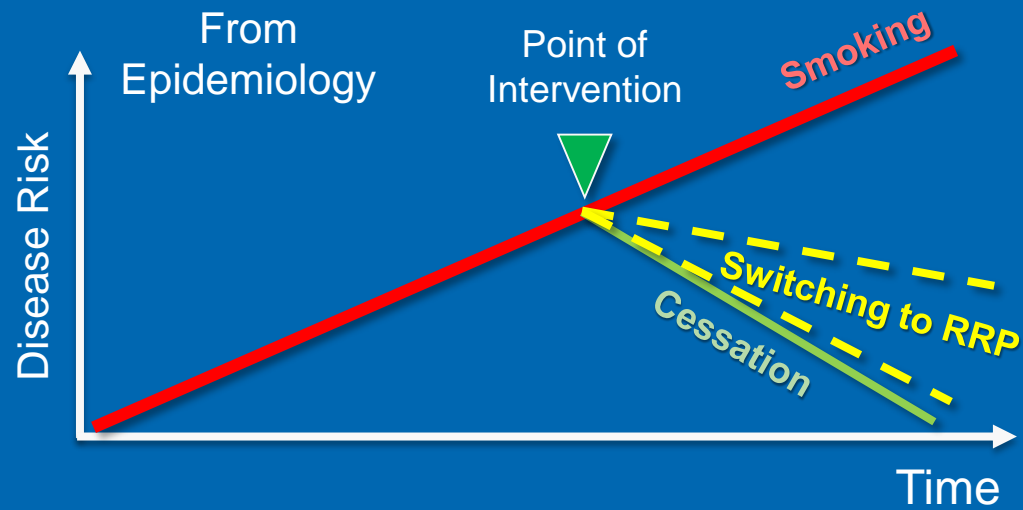 From
Epidemiology
Point of
Intervention
Smoking
Disease Risk
Switching to RRP
Cessation
Time